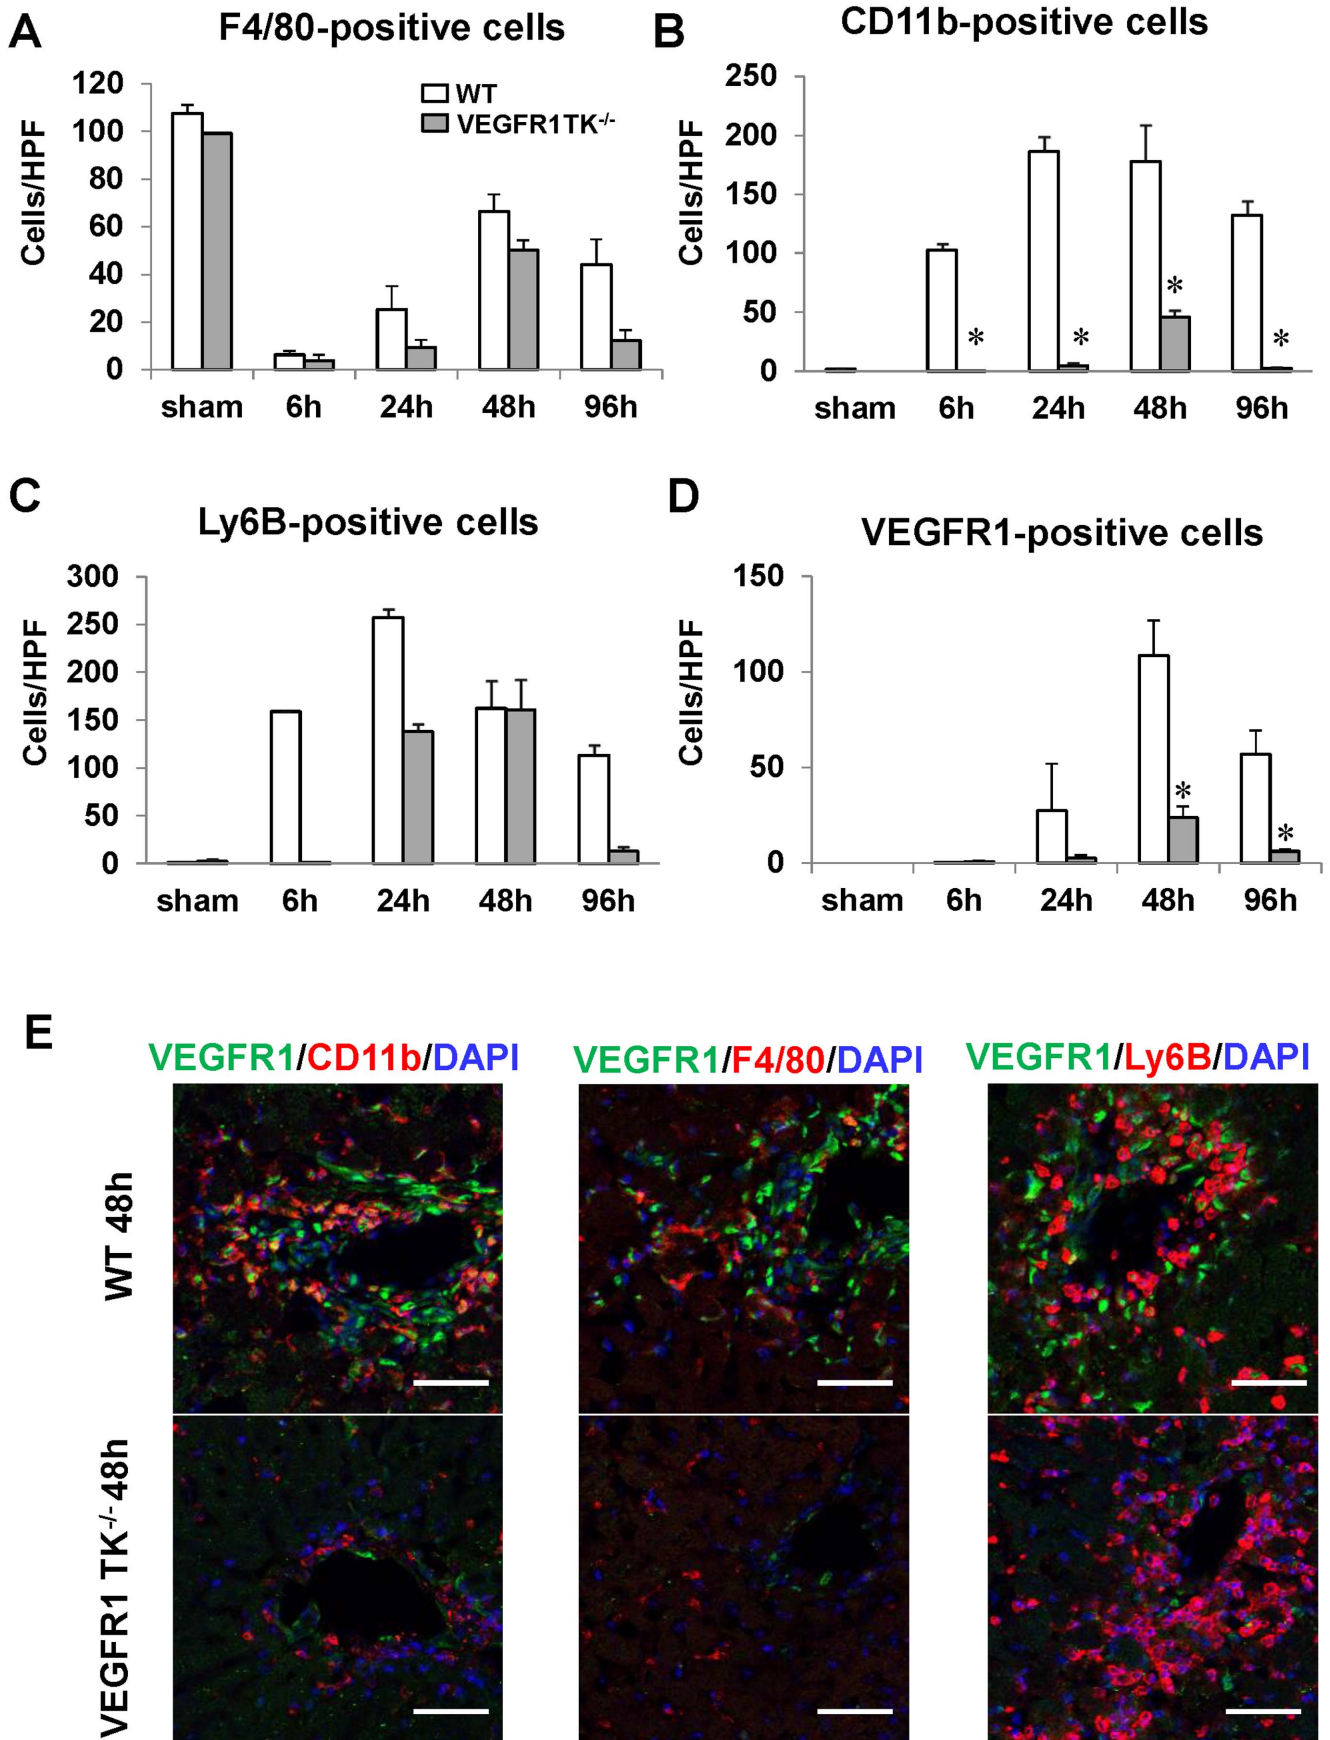 A F4/80-positive cells
Cells/HPF
120
100
80
60
40
20
0
WT
VEGFR1TK-/-
sham 6h 24h 48h 96h
B CD11b-positive cells
Cells/HPF
250
200
150
100
50
0
* * * *
sham 6h 24h 48h 96h
C Ly6B-positive cells
Cells/HPF
300
250
200
150
100
50
0
sham 6h 24h 48h 96h
D VEGFR1-positive cells
Cells/HPF
150
100
50
0
* *
sham 6h 24h 48h 96h
E
VEGFR1/CD11b/DAPI VEGFR1/F4/80/DAPI VEGFR1/Ly6B/DAPI
WT 48h
VEGFR1 TK-/- 48h